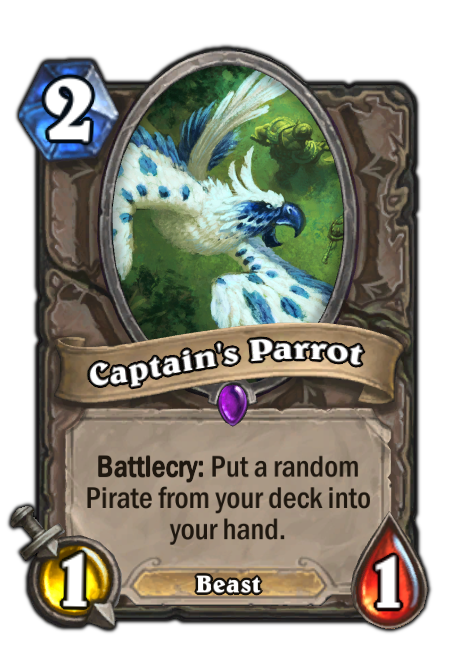 2
Captain's Parrot
Battlecry: Put a random
Pirate from your deck into
your hand.
1
Beast
1